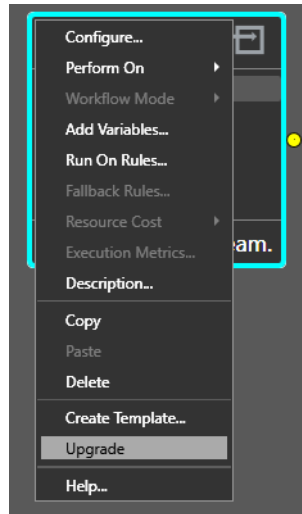 Configure...
Perform On
Workflow Mode
Add Variables...
Run On Rules...
Fallback Rules...
Resource Cost
Execution Metrics...
eam.
Description...
Copy
Paste
Delete
Create Template...
Upgrade
Help...